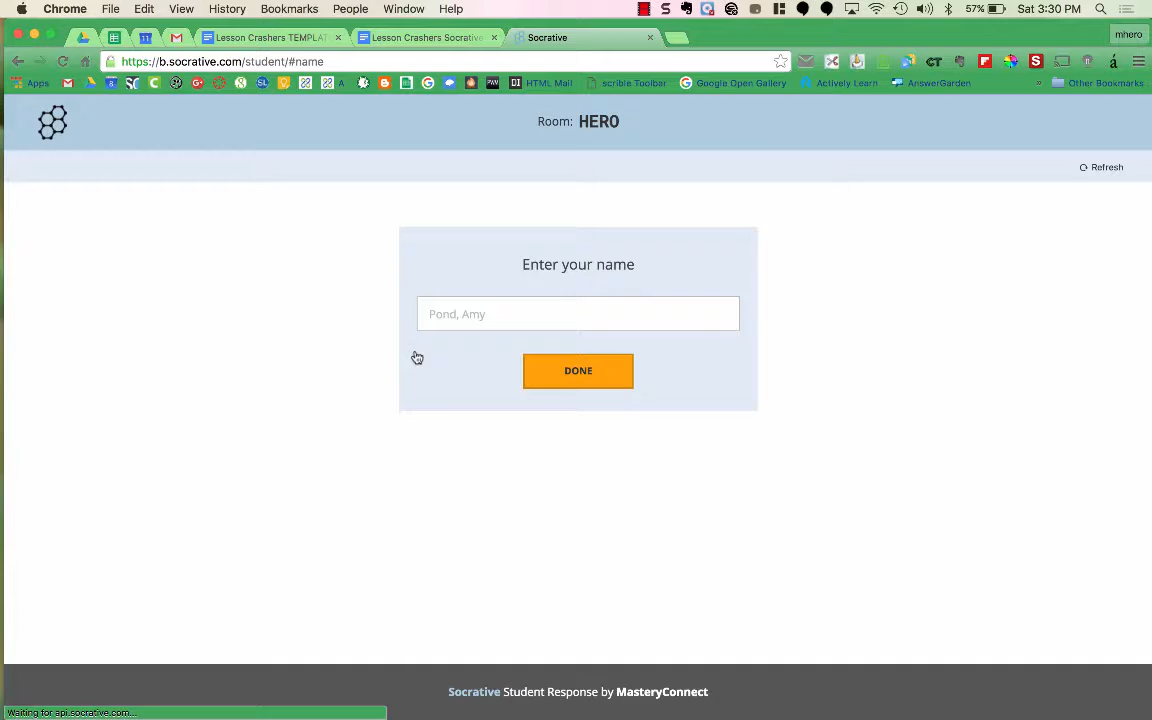 Chrome File Edit View History Bookmarks People Window Help 57% Sat 3:30 PM
Lesson Crashers TEMPLAT Lesson Crashers Socrative Socrative mhero
https://b.socrative.com/student/#name
Apps HTML Mail scrible Toolbar Google Open Gallery Actively Learn AnswerGarden » Other Bookmarks
Room: HERO
Refresh
Enter your name
Pond, Amy
DONE
Socrative Student Response by MasteryConnect
Waiting for api.socrative.com...